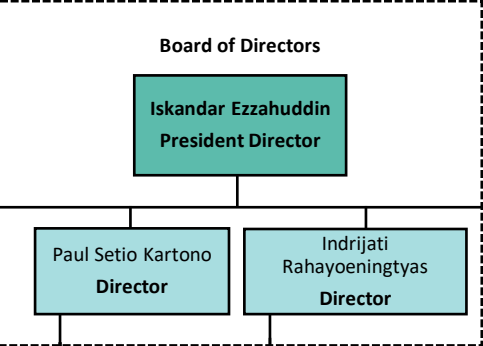 Board of Directors
Iskandar Ezzahuddin
President Director
Paul Setio Kartono
Director
Indrijati
Rahayoeningtyas
Director